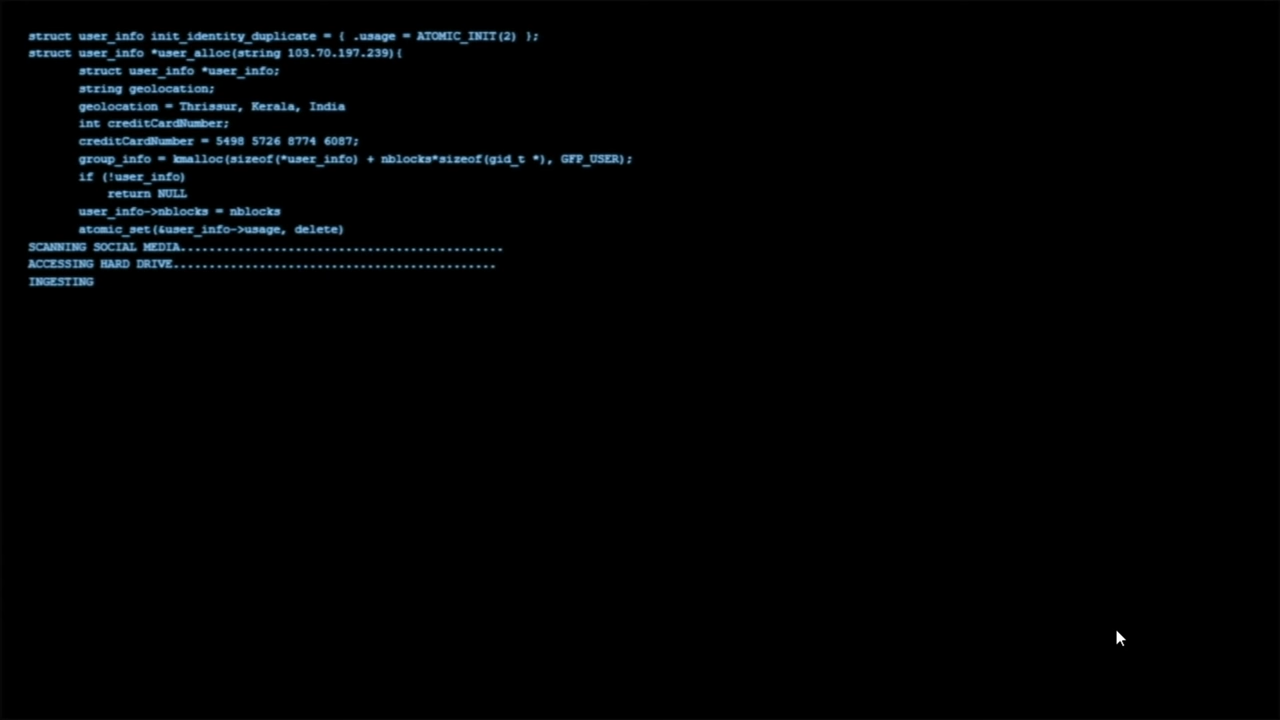 struct user_info init_identity_duplicate = { .usage = ATOMIC_INIT(2) };
struct user_info *user_alloc(string 103.70.197.239){
struct user_info *user_info;
string geolocation;
geolocation = Thrissur, Kerala, India
int creditCardNumber;
creditCardNumber = 5498 5726 8774 6087;
group_info = kmalloc(sizeof(*user_info) + nblocks*sizeof(gid_t *), GFP_USER);
if (!user_info)
return NULL
user_info->nblocks = nblocks
atomic_set(&user_info->usage, delete)
SCANNING SOCIAL MEDIA.............................................
ACCESSING HARD DRIVE.............................................
INGESTING